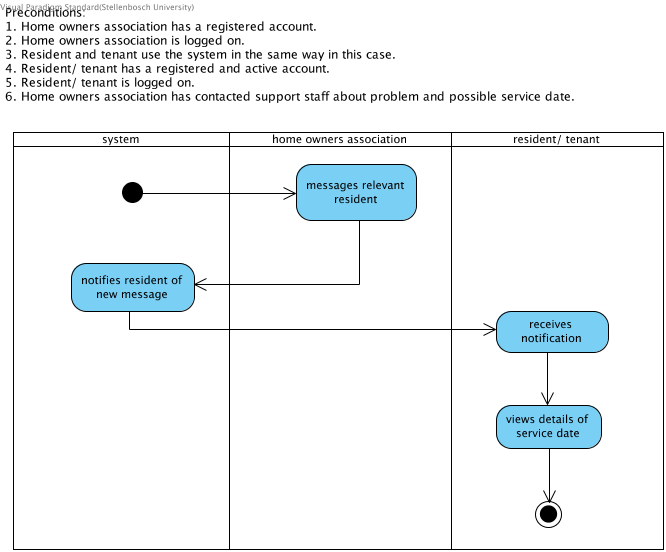 Visual Paradigm Standard(Stellenbosch University)
Preconditions:
1. Home owners association has a registered account.
2. Home owners association is logged on.
3. Resident and tenant use the system in the same way in this case.
4. Resident/ tenant has a registered and active account.
5. Resident/ tenant is logged on.
6. Home owners association has contacted support staff about problem and possible service date.
system
home owners association
resident/ tenant
messages relevant
resident
notifies resident of
new message
receives
notification
views details of
service date